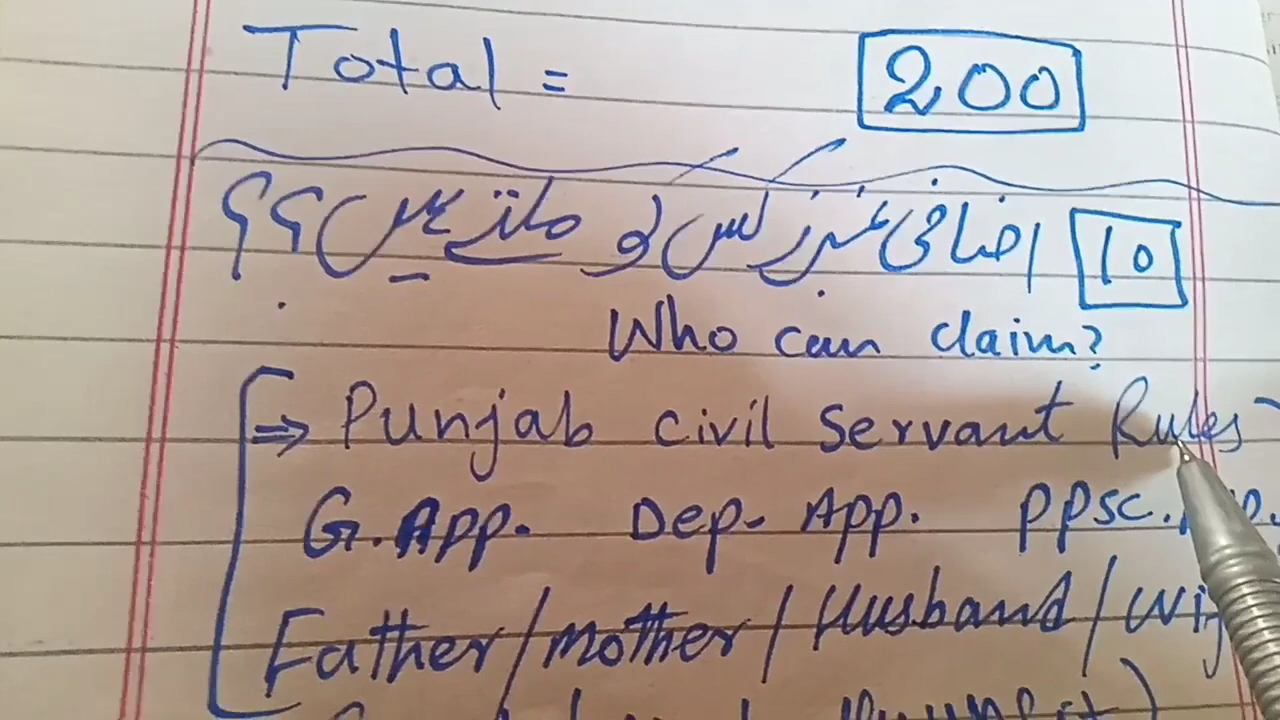 Total = 200
اضافی نمبرز کس کو ملتے ہیں؟؟ 10
Who can claim?
⇒ Punjab civil Servant Rules
G. App. Dep. App. PPSC.
Father/mother/Husband/